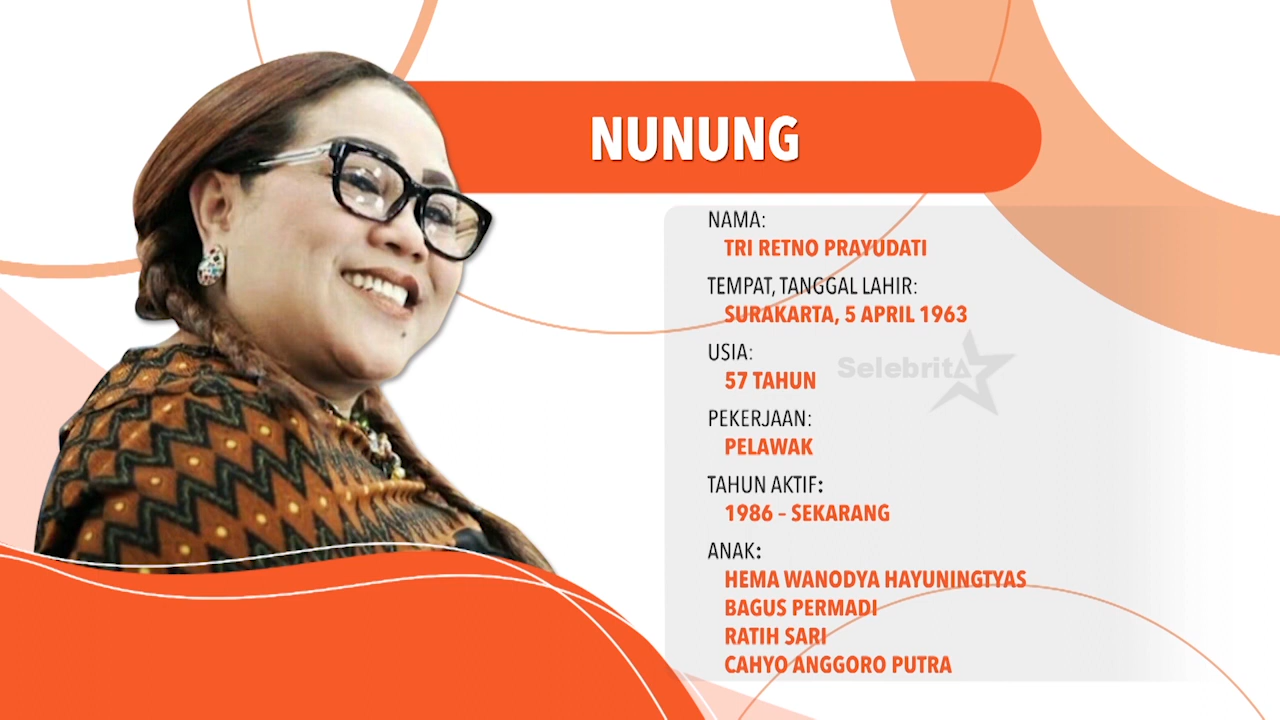 NUNUNG
NAMA:
TRI RETNO PRAYUDATI
TEMPAT, TANGGAL LAHIR:
SURAKARTA, 5 APRIL 1963
USIA:
57 TAHUN
Selebrita
PEKERJAAN:
PELAWAK
TAHUN AKTIF:
1986 – SEKARANG
ANAK:
HEMA WANODYA HAYUNINGTYAS
BAGUS PERMADI
RATIH SARI
CAHYO ANGGORO PUTRA